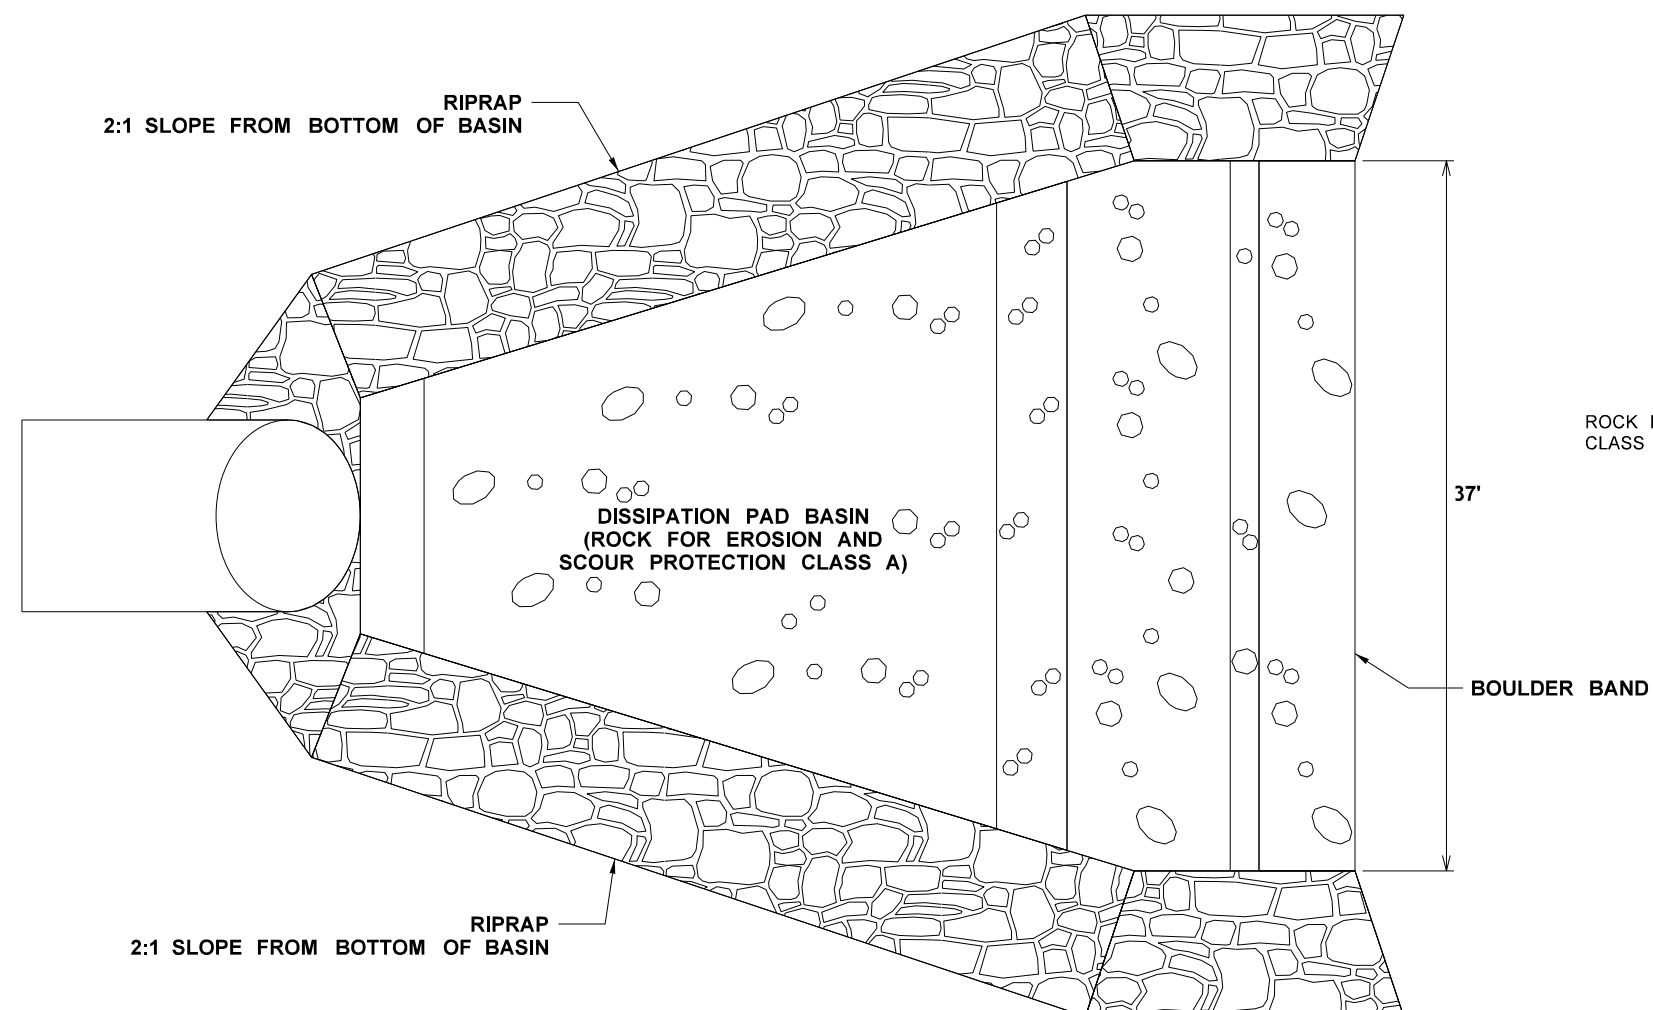 RIPRAP
2:1 SLOPE FROM BOTTOM OF BASIN
ROCK
CLASS
37'
DISSIPATION PAD BASIN
(ROCK FOR EROSION AND
SCOUR PROTECTION CLASS A)
BOULDER BAND
RIPRAP
2:1 SLOPE FROM BOTTOM OF BASIN